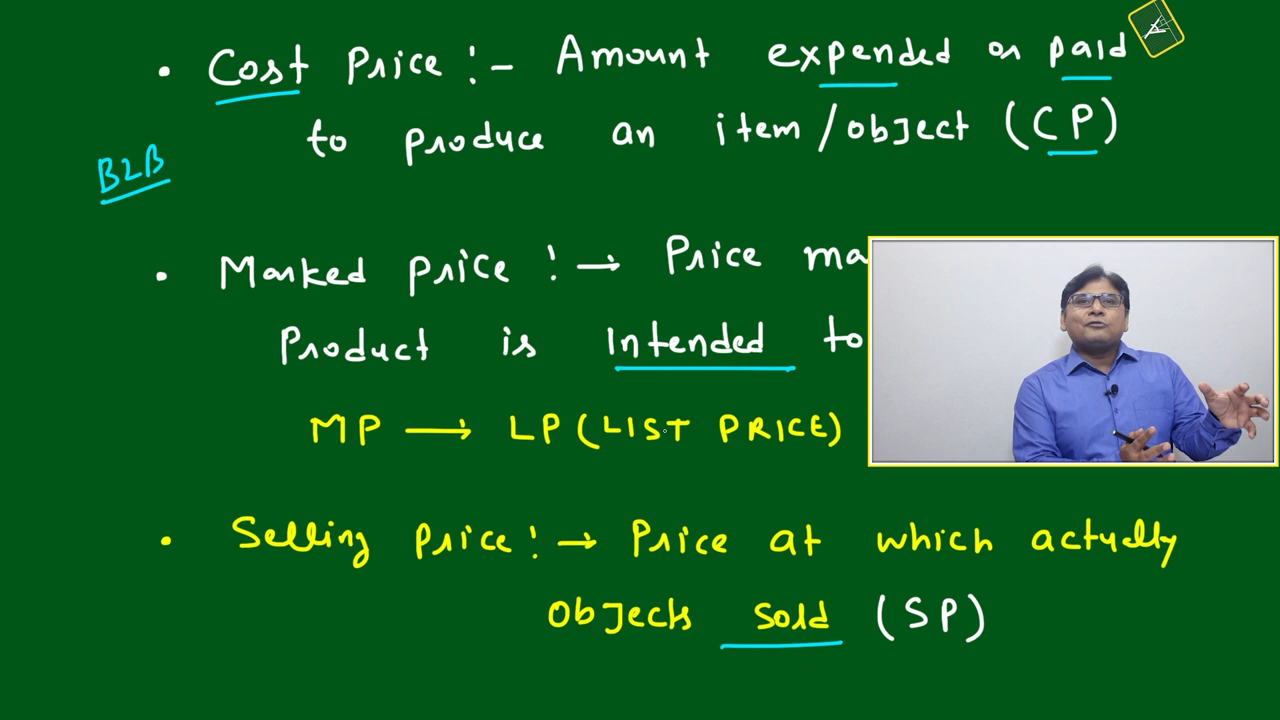 • Cost Price :- Amount expended or paid
to produce an item/object (CP)
B2B
• Marked Price :→ Price ma
Product is intended to
MP → LP (LIST PRICE)
• Selling Price :→ Price at which actually
Objects sold (SP)